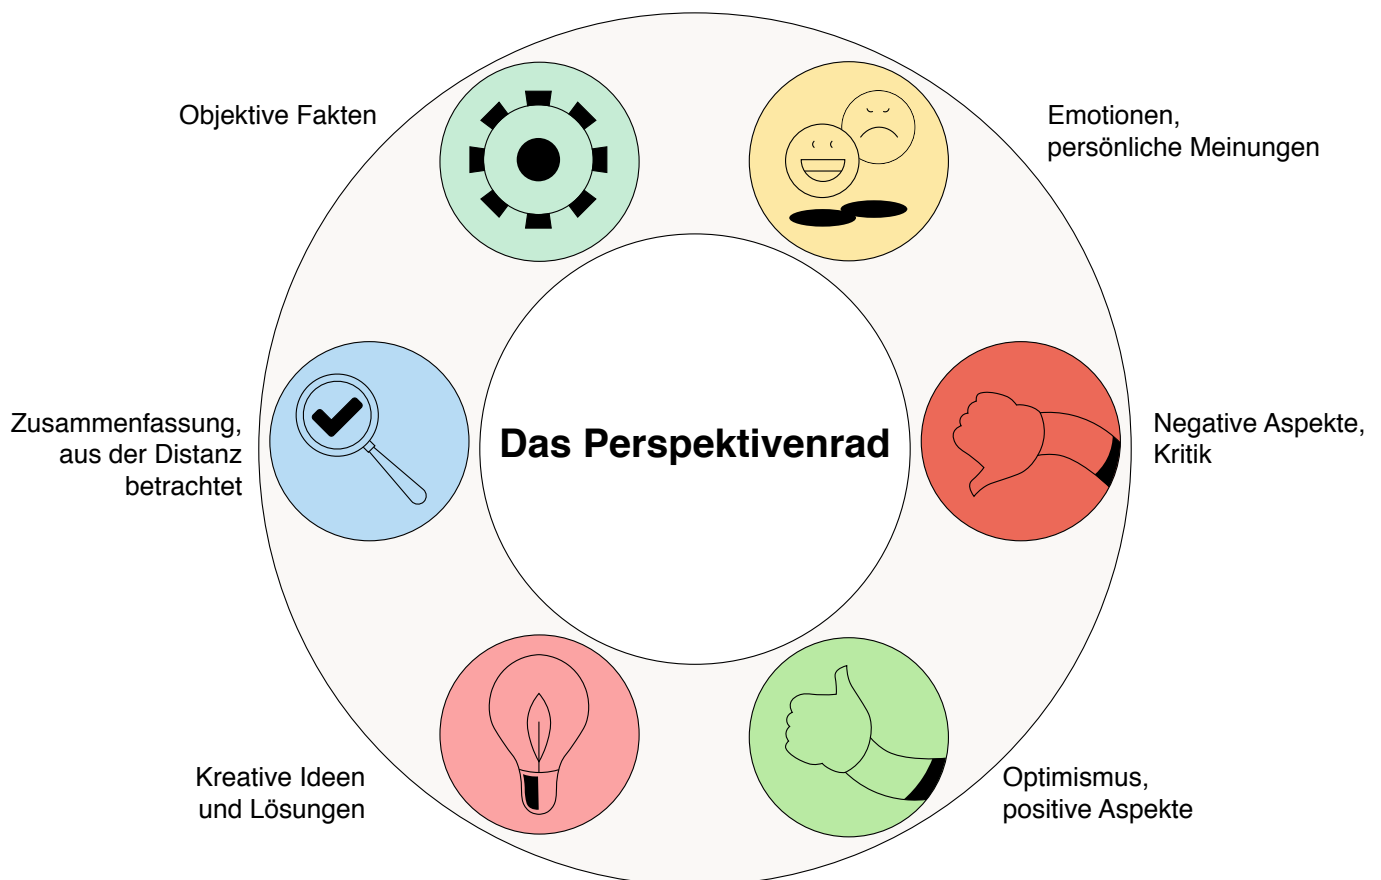 Objektive Fakten
Emotionen,
persönliche Meinungen
Zusammenfassung,
aus der Distanz
betrachtet
Das Perspektivenrad
Negative Aspekte,
Kritik
Kreative Ideen
und Lösungen
Optimismus,
positive Aspekte